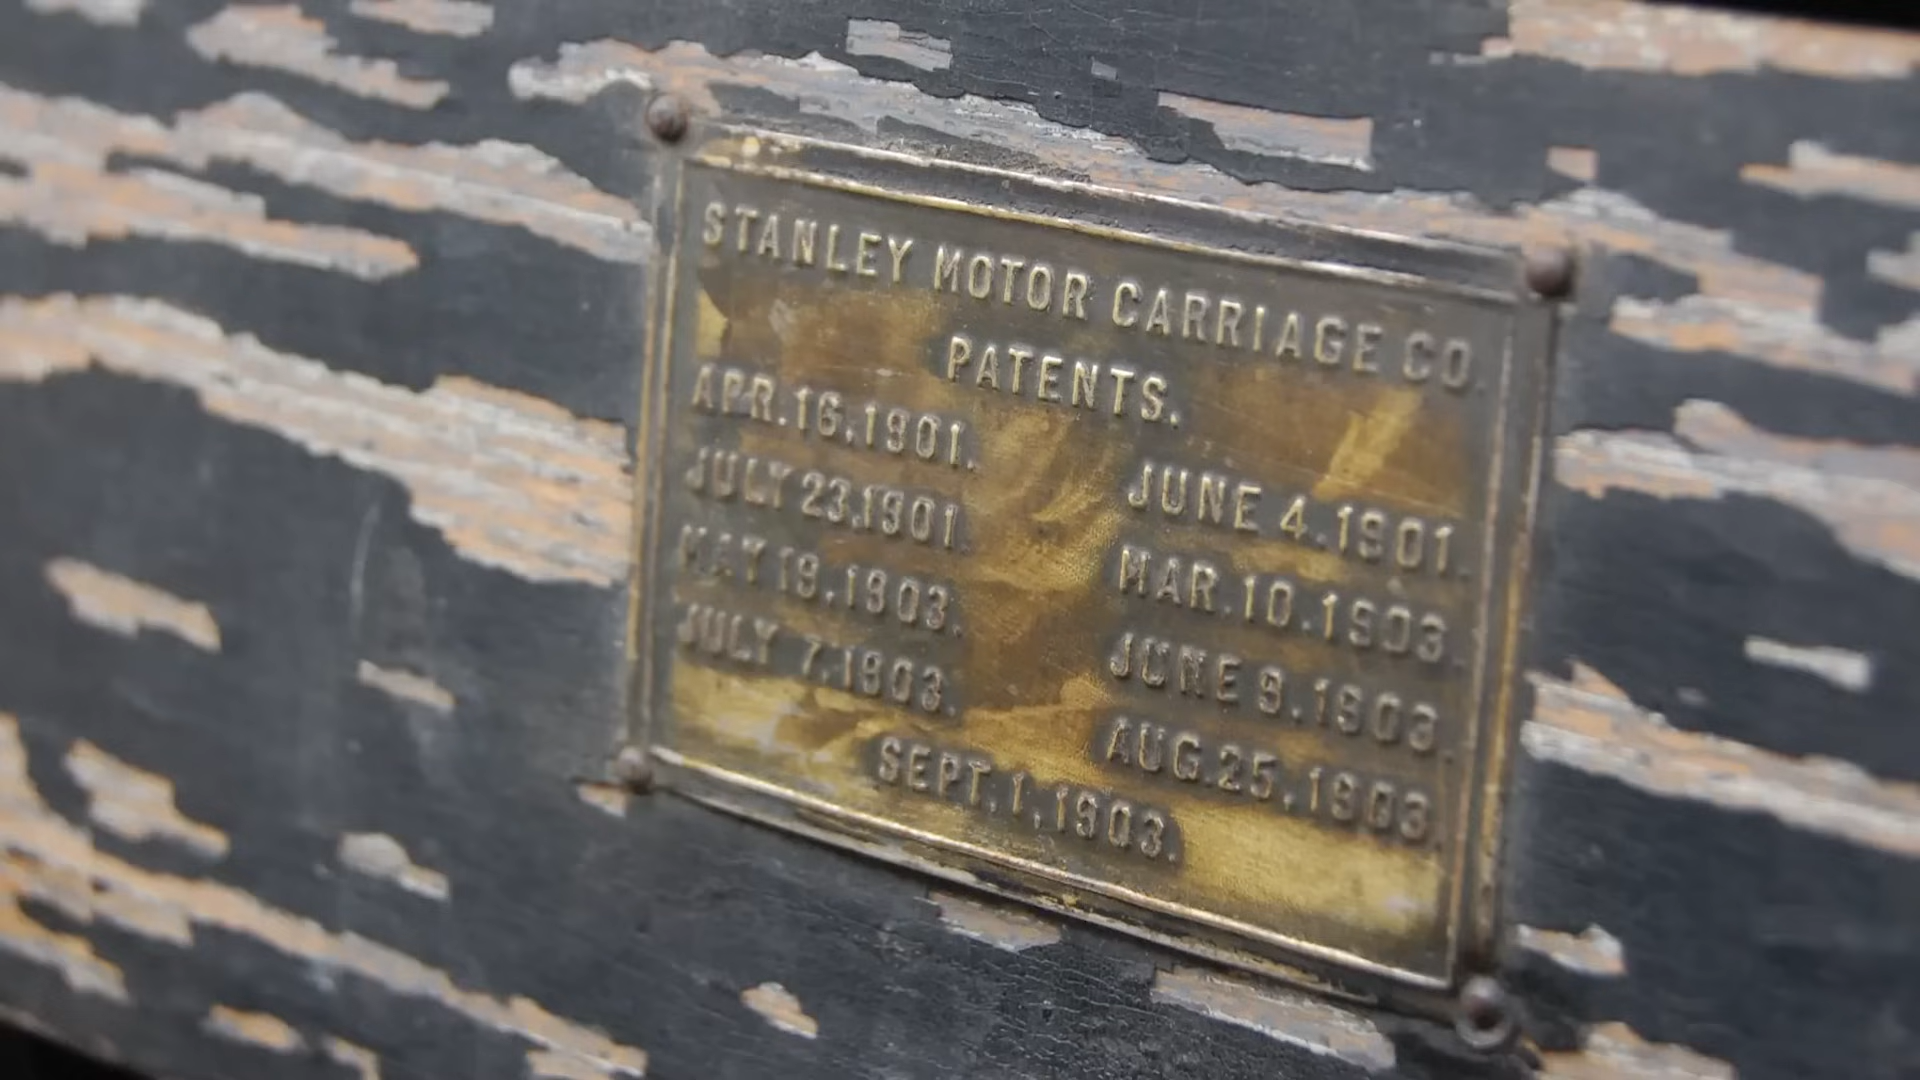 STANLEY MOTOR CARRIAGE CO.
PATENTS.
APR.16.1901. JUNE 4.1901.
JULY 23.1901. MAR.10.1903.
MAY 19.1903. JUNE 9.1903.
JULY 7.1903. AUG.25.1903.
SEPT.1.1903.